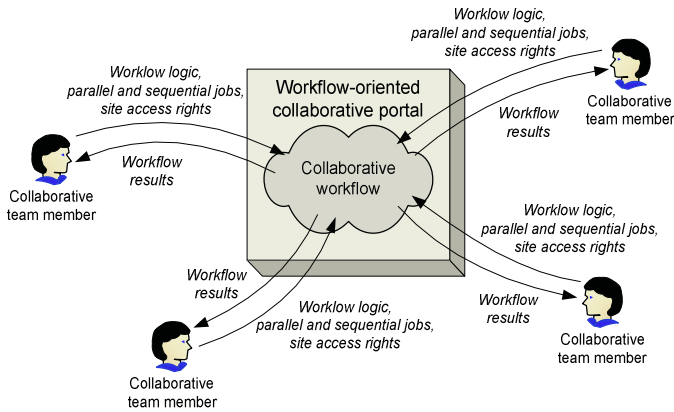 Worklow logic,
parallel and sequential jobs,
site access rights
Collaborative
team member
Workflow
results
Workflow-oriented
collaborative portal
Collaborative
workflow
Worklow logic,
parallel and sequential jobs,
site access rights
Workflow
results
Collaborative
team member
Worklow logic,
parallel and sequential jobs,
site access rights
Workflow
results
Collaborative
team member
Workflow
results
Worklow logic,
parallel and sequential jobs,
site access rights
Collaborative
team member